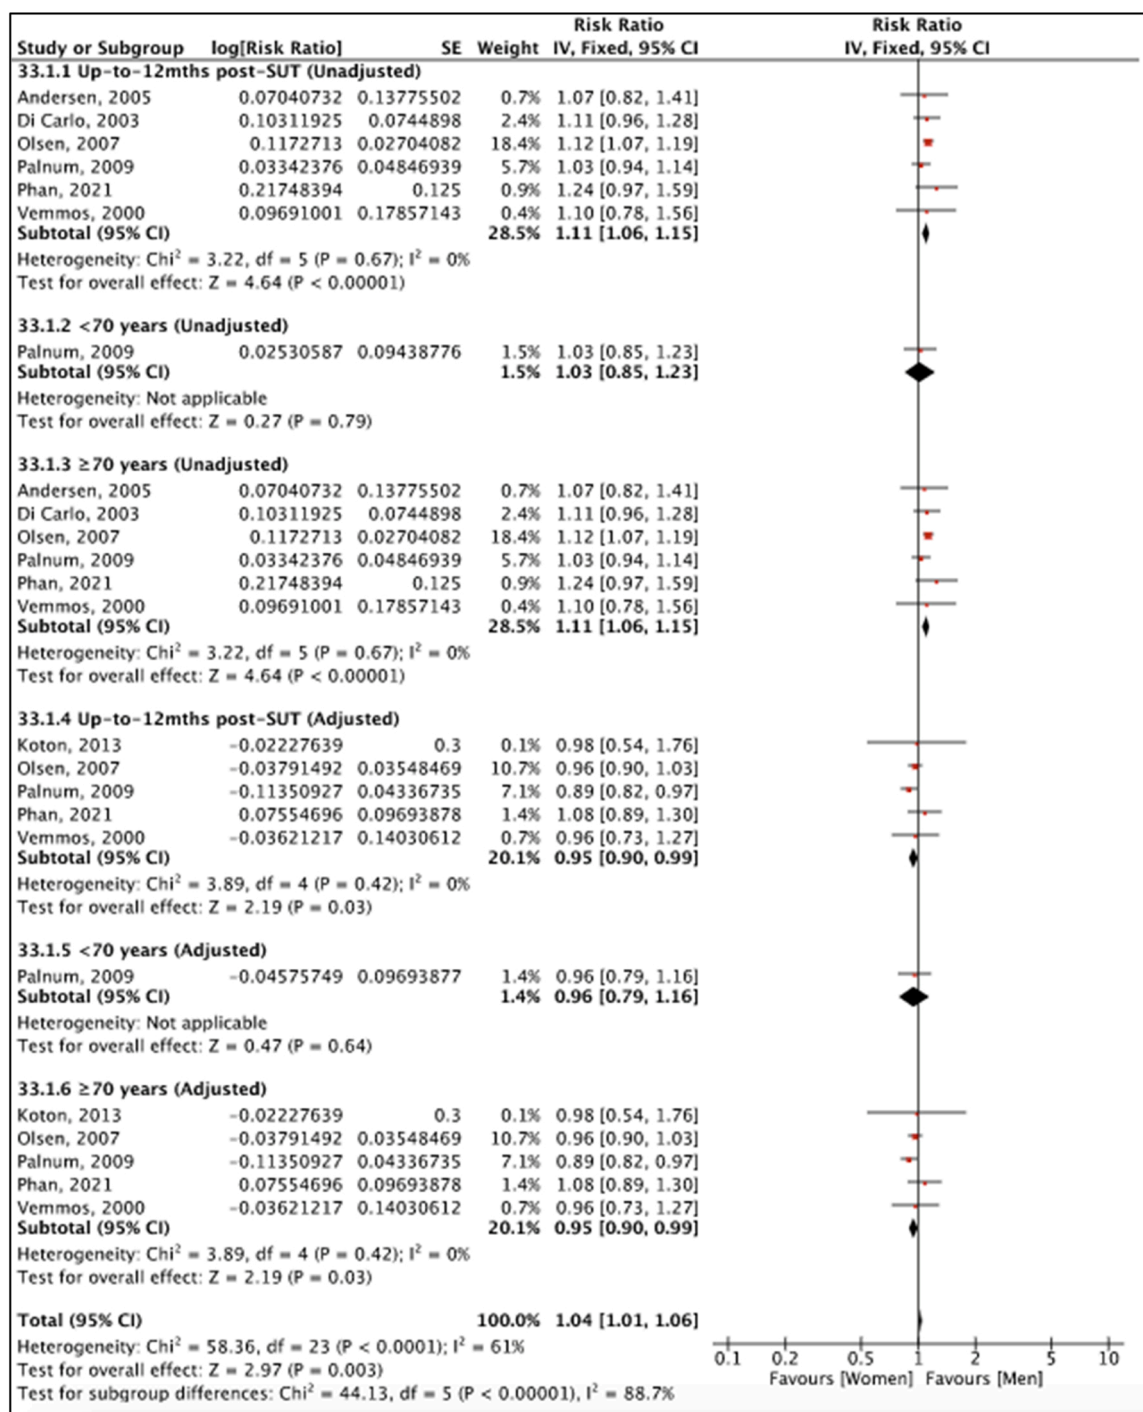 Risk Ratio Risk Ratio
Study or Subgroup log[Risk Ratio] SE Weight IV, Fixed, 95% CI IV, Fixed, 95% CI
33.1.1 Up-to-12mths post-SUT (Unadjusted)
Andersen, 2005 0.07040732 0.13775502 0.7% 1.07 [0.82, 1.41]
Di Carlo, 2003 0.10311925 0.0744898 2.4% 1.11 [0.96, 1.28]
Olsen, 2007 0.1172713 0.02704082 18.4% 1.12 [1.07, 1.19]
Palnum, 2009 0.03342376 0.04846939 5.7% 1.03 [0.94, 1.14]
Phan, 2021 0.21748394 0.125 0.9% 1.24 [0.97, 1.59]
Vemmos, 2000 0.09691001 0.17857143 0.4% 1.10 [0.78, 1.56]
Subtotal (95% CI) 28.5% 1.11 [1.06, 1.15]
Heterogeneity: Chi² = 3.22, df = 5 (P = 0.67); I² = 0%
Test for overall effect: Z = 4.64 (P < 0.00001)
33.1.2 <70 years (Unadjusted)
Palnum, 2009 0.02530587 0.09438776 1.5% 1.03 [0.85, 1.23]
Subtotal (95% CI) 1.5% 1.03 [0.85, 1.23]
Heterogeneity: Not applicable
Test for overall effect: Z = 0.27 (P = 0.79)
33.1.3 ≥70 years (Unadjusted)
Andersen, 2005 0.07040732 0.13775502 0.7% 1.07 [0.82, 1.41]
Di Carlo, 2003 0.10311925 0.0744898 2.4% 1.11 [0.96, 1.28]
Olsen, 2007 0.1172713 0.02704082 18.4% 1.12 [1.07, 1.19]
Palnum, 2009 0.03342376 0.04846939 5.7% 1.03 [0.94, 1.14]
Phan, 2021 0.21748394 0.125 0.9% 1.24 [0.97, 1.59]
Vemmos, 2000 0.09691001 0.17857143 0.4% 1.10 [0.78, 1.56]
Subtotal (95% CI) 28.5% 1.11 [1.06, 1.15]
Heterogeneity: Chi² = 3.22, df = 5 (P = 0.67); I² = 0%
Test for overall effect: Z = 4.64 (P < 0.00001)
33.1.4 Up-to-12mths post-SUT (Adjusted)
Koton, 2013 -0.02227639 0.3 0.1% 0.98 [0.54, 1.76]
Olsen, 2007 -0.03791492 0.03548469 10.7% 0.96 [0.90, 1.03]
Palnum, 2009 -0.11350927 0.04336735 7.1% 0.89 [0.82, 0.97]
Phan, 2021 0.07554696 0.09693878 1.4% 1.08 [0.89, 1.30]
Vemmos, 2000 -0.03621217 0.14030612 0.7% 0.96 [0.73, 1.27]
Subtotal (95% CI) 20.1% 0.95 [0.90, 0.99]
Heterogeneity: Chi² = 3.89, df = 4 (P = 0.42); I² = 0%
Test for overall effect: Z = 2.19 (P = 0.03)
33.1.5 <70 years (Adjusted)
Palnum, 2009 -0.04575749 0.09693877 1.4% 0.96 [0.79, 1.16]
Subtotal (95% CI) 1.4% 0.96 [0.79, 1.16]
Heterogeneity: Not applicable
Test for overall effect: Z = 0.47 (P = 0.64)
33.1.6 ≥70 years (Adjusted)
Koton, 2013 -0.02227639 0.3 0.1% 0.98 [0.54, 1.76]
Olsen, 2007 -0.03791492 0.03548469 10.7% 0.96 [0.90, 1.03]
Palnum, 2009 -0.11350927 0.04336735 7.1% 0.89 [0.82, 0.97]
Phan, 2021 0.07554696 0.09693878 1.4% 1.08 [0.89, 1.30]
Vemmos, 2000 -0.03621217 0.14030612 0.7% 0.96 [0.73, 1.27]
Subtotal (95% CI) 20.1% 0.95 [0.90, 0.99]
Heterogeneity: Chi² = 3.89, df = 4 (P = 0.42); I² = 0%
Test for overall effect: Z = 2.19 (P = 0.03)
Total (95% CI) 100.0% 1.04 [1.01, 1.06]
Heterogeneity: Chi² = 58.36, df = 23 (P < 0.0001); I² = 61%
Test for overall effect: Z = 2.97 (P = 0.003)
Test for subgroup differences: Chi² = 44.13, df = 5 (P < 0.00001), I² = 88.7%
0.1 0.2 0.5 1 2 5 10
Favours [Women] Favours [Men]